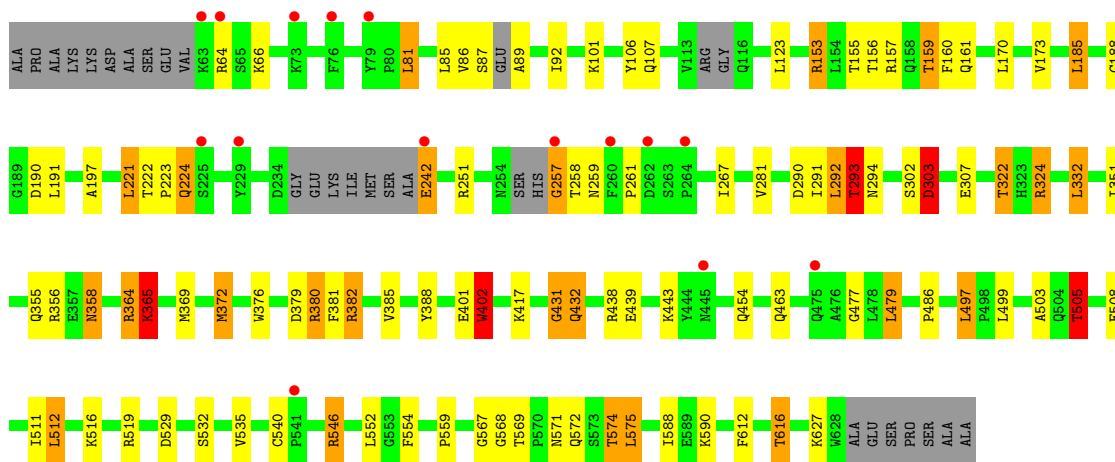 ALA PRO ALA LYS LYS ASP ALA SER GLU VAL K63 R64 S65 K66 K73 F76 Y79 P80 L81 L85 V86 S87 GLU A89 I92 K101 Y106 Q107 V113 ARG GLY Q116 L123 R153 L154 T155 T156 R157 Q158 T159 F160 Q161 L170 V173 L185
G189 D190 L191 A197 L221 T222 P223 Q224 S225 Y229 D234 GLY GLU LYS ILE MET SER ALA E242 R251 N254 SER HIS G257 T258 N259 F260 P261 D262 S263 P264 I267 V281 D290 I291 L292 T293 N294 S302 D303 E307 T322 H323 R324 L332
Q355 R356 E357 N358 R364 K365 M369 M372 W376 D379 R380 F381 R382 V385 Y388 E401 W402 K417 G431 Q432 R438 E439 K443 Y444 N445 Q454 Q463 Q475 A476 G477 L478 L479 P486 L497 P498 L499 A503 Q504 T505
I511 L512 K516 R519 D529 S532 V535 C540 P541 R546 L552 G553 F554 P559 G567 G568 T569 P570 N571 Q572 S573 T574 L575 I588 E589 K590 F612 T616 K627 W628 ALA GLU SER PRO SER ALA ALA